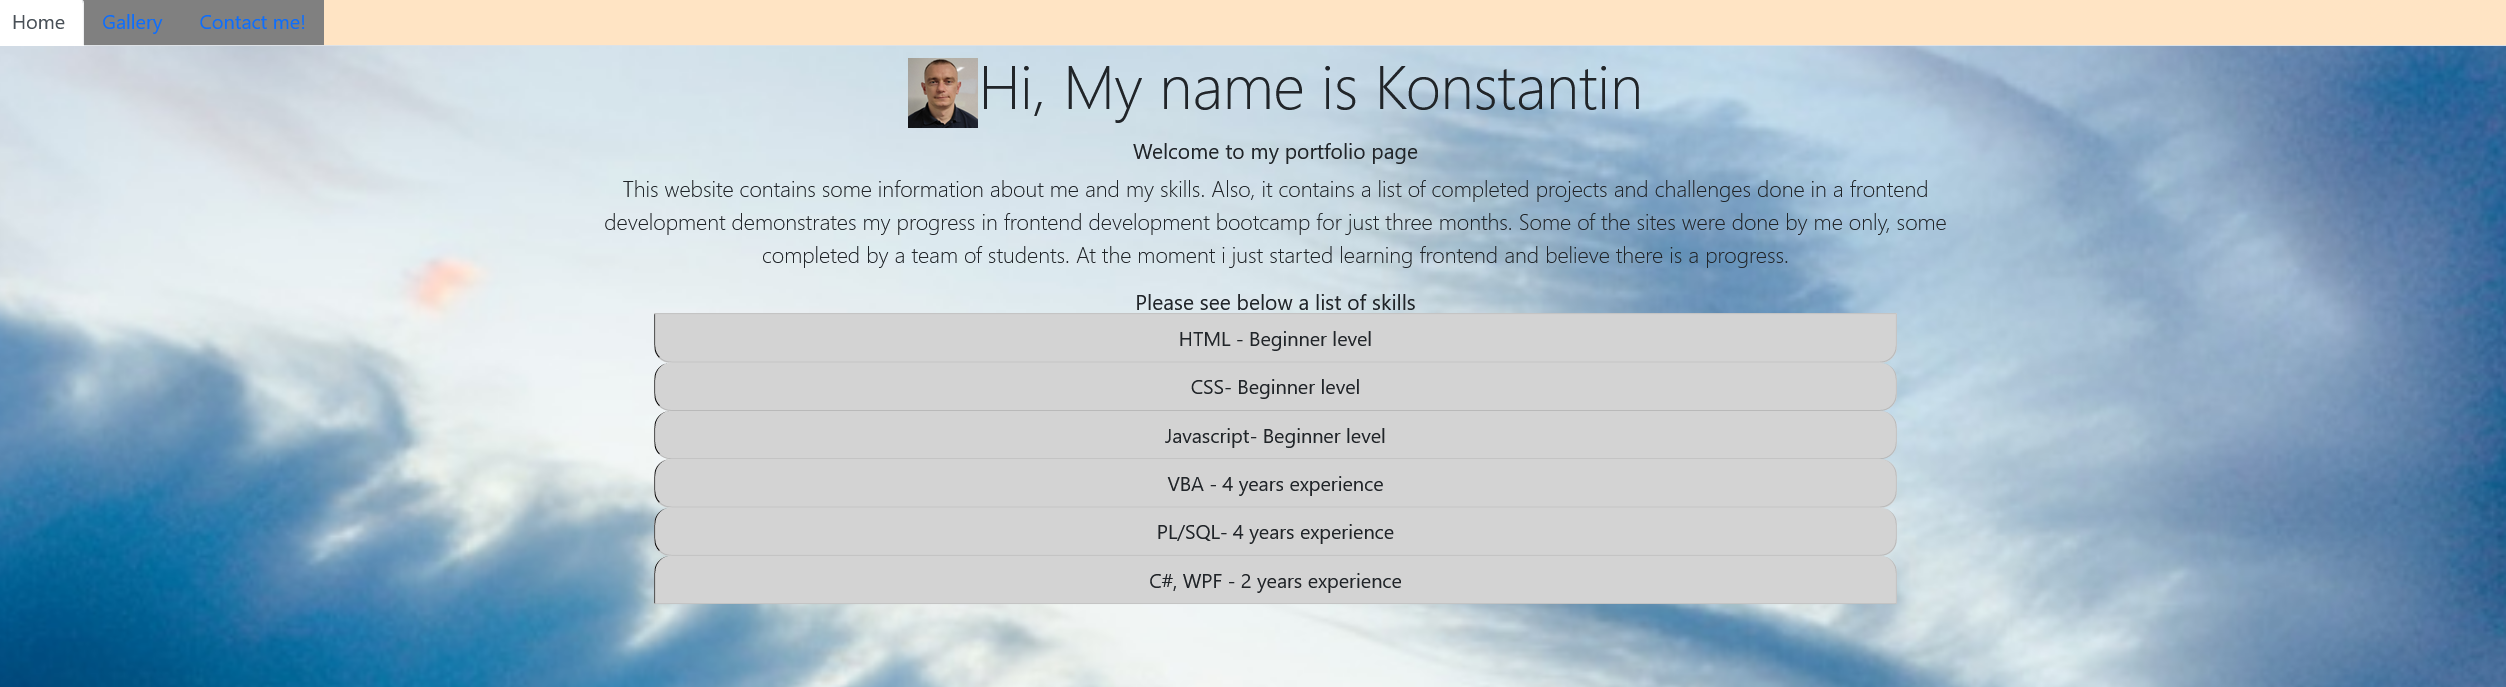 Home Gallery Contact me!
Hi, My name is Konstantin
Welcome to my portfolio page
This website contains some information about me and my skills. Also, it contains a list of completed projects and challenges done in a frontend
development demonstrates my progress in frontend development bootcamp for just three months. Some of the sites were done by me only, some
completed by a team of students. At the moment i just started learning frontend and believe there is a progress.
Please see below a list of skills
HTML - Beginner level
CSS- Beginner level
Javascript- Beginner level
VBA - 4 years experience
PL/SQL- 4 years experience
C#, WPF - 2 years experience